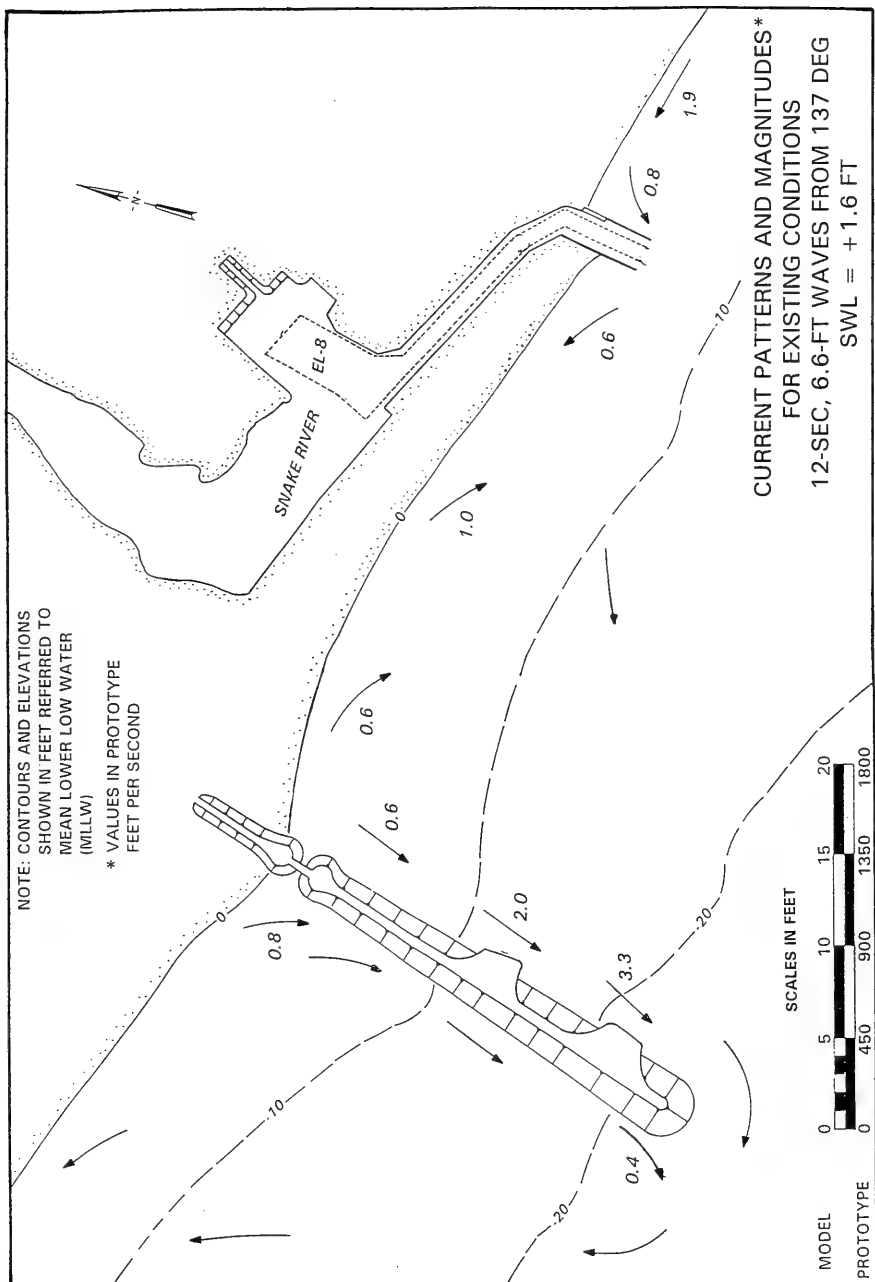 NOTE: CONTOURS AND ELEVATIONS
SHOWN IN FEET REFERRED TO
MEAN LOWER LOW WATER
(MLLW)
* VALUES IN PROTOTYPE
FEET PER SECOND
-N-
SNAKE RIVER
EL-8
0
0
0.8
0.6
0.6
1.0
0.6
0.8
1.9
2.0
3.3
0.4
-10
-10
-20
-20
SCALES IN FEET
MODEL 0 5 10 15 20
PROTOTYPE 0 450 900 1350 1800
CURRENT PATTERNS AND MAGNITUDES*
FOR EXISTING CONDITIONS
12-SEC, 6.6-FT WAVES FROM 137 DEG
SWL = +1.6 FT